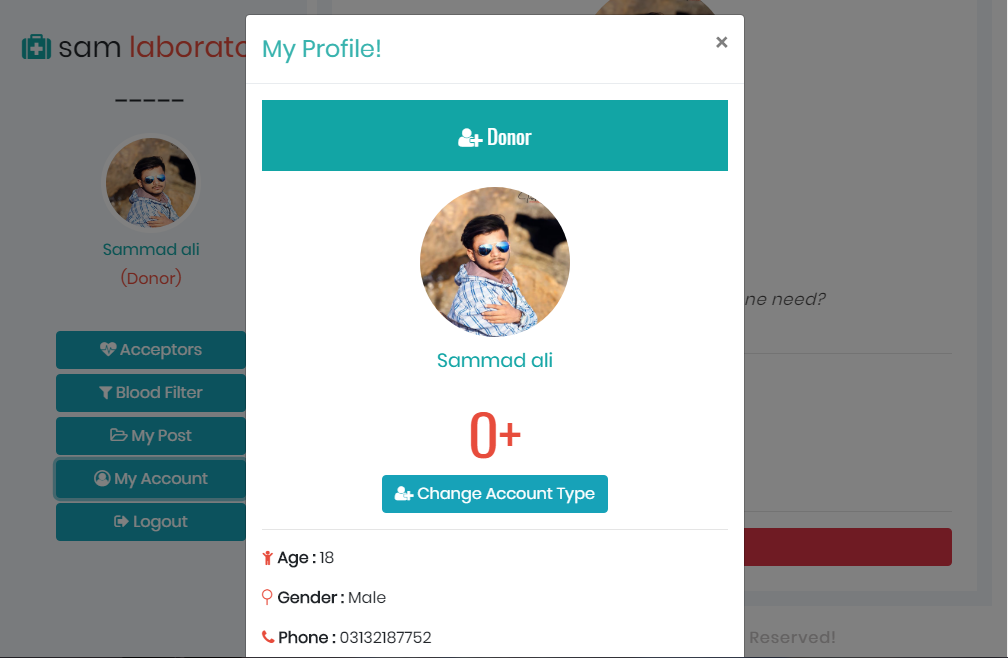 sam laborato
My Profile!
×
-----
Donor
Sammad ali
(Donor)
Sammad ali
Acceptors
Blood Filter
My Post
My Account
Logout
0+
Change Account Type
Age : 18
Gender : Male
Phone : 03132187752
ne need?
Reserved!